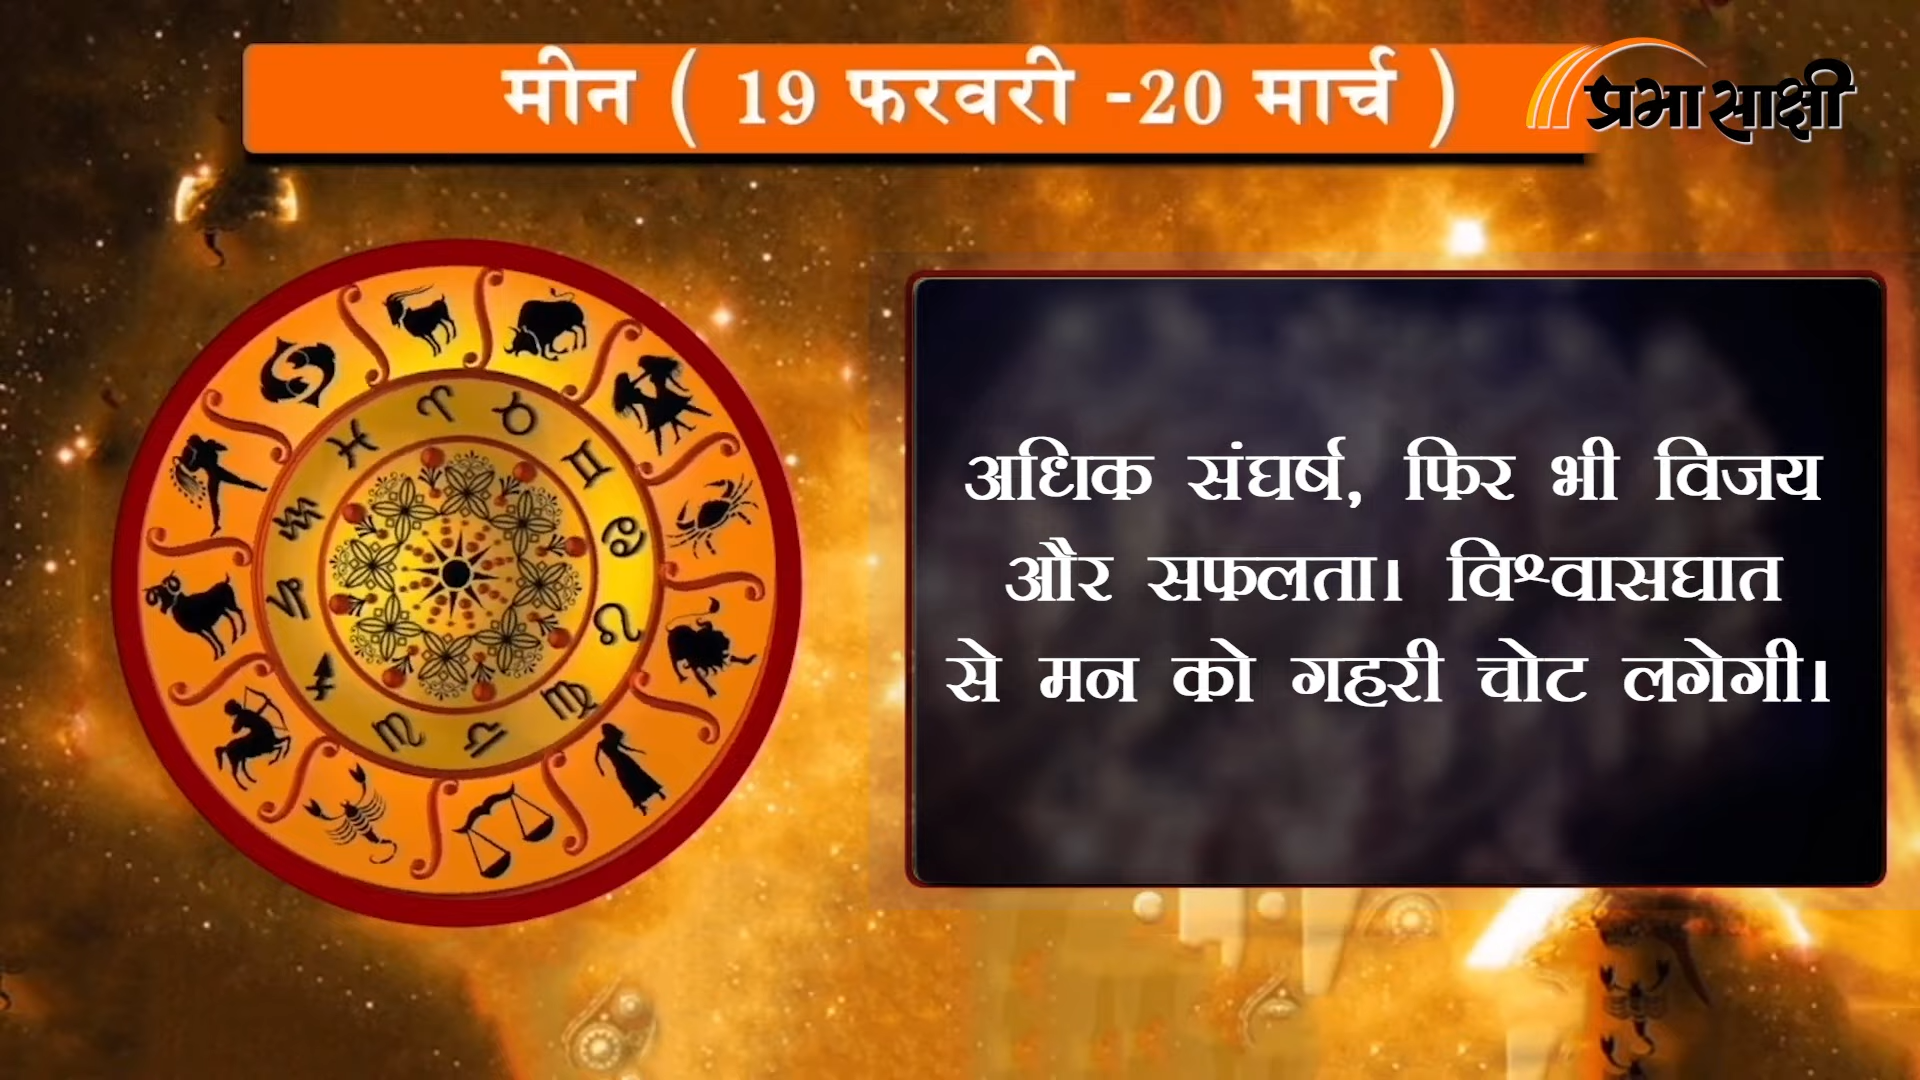 मीन ( 19 फरवरी -20 मार्च )
प्रभासाक्षी
अधिक संघर्ष, फिर भी विजय
और सफलता। विश्वासघात
से मन को गहरी चोट लगेगी।